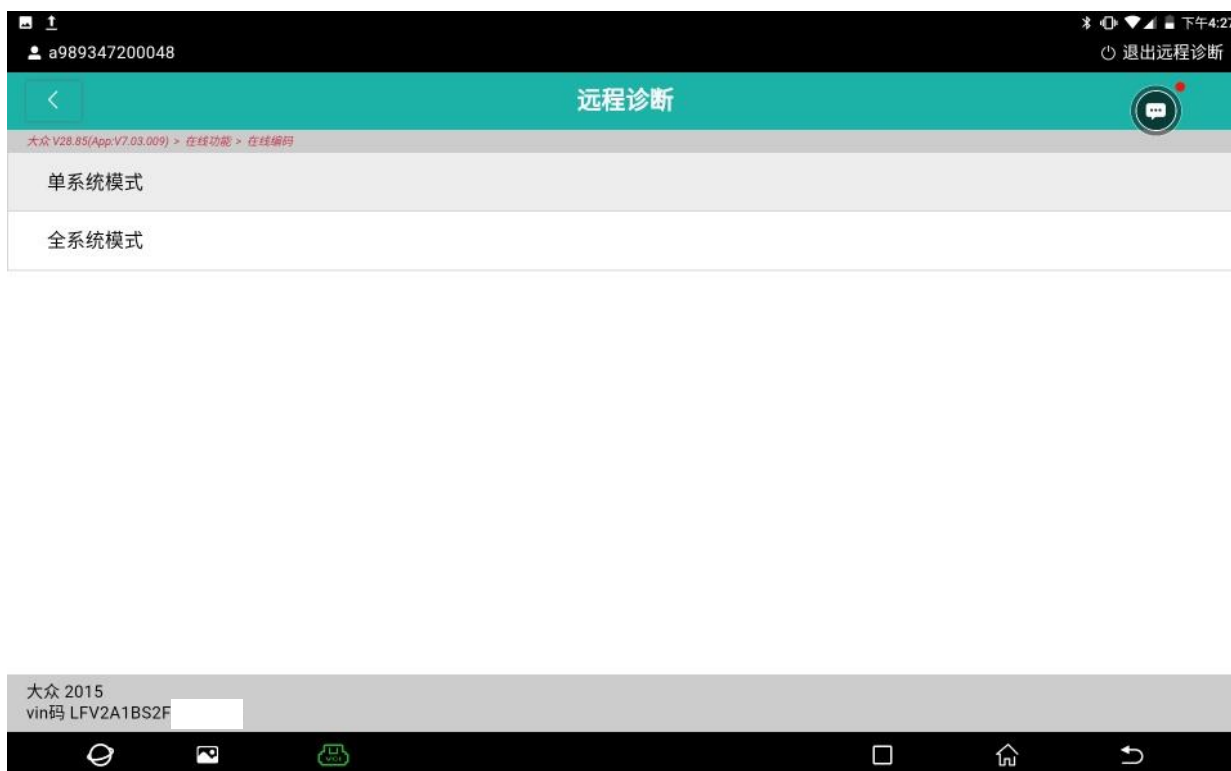 下午4:27
a989347200048
退出远程诊断
远程诊断
大众 V28.85(App:V7.03.009) > 在线功能 > 在线编码
单系统模式
全系统模式
大众 2015
vin码 LFV2A1BS2F
VCI